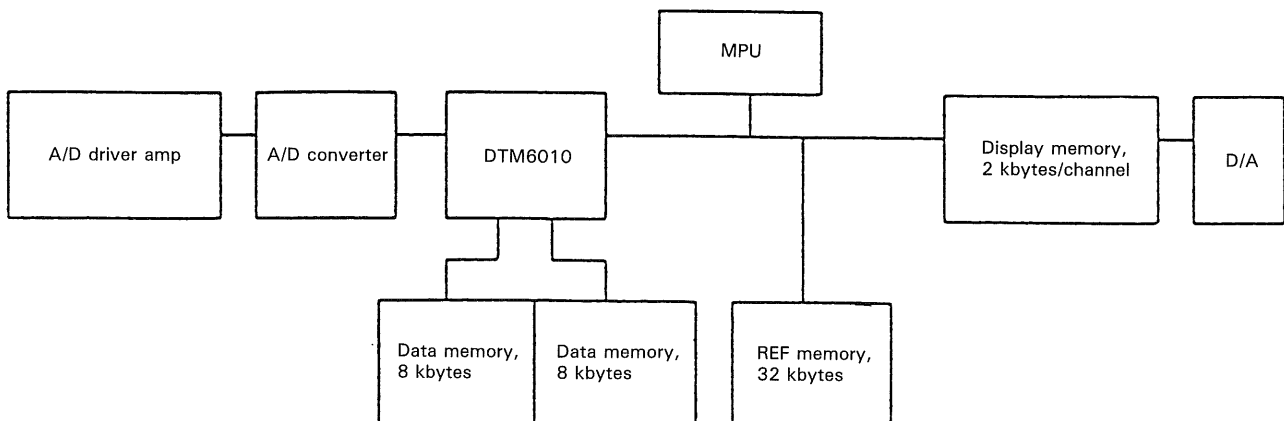 MPU
A/D driver amp
A/D converter
DTM6010
Display memory,
2 kbytes/channel
D/A
Data memory,
8 kbytes
Data memory,
8 kbytes
REF memory,
32 kbytes